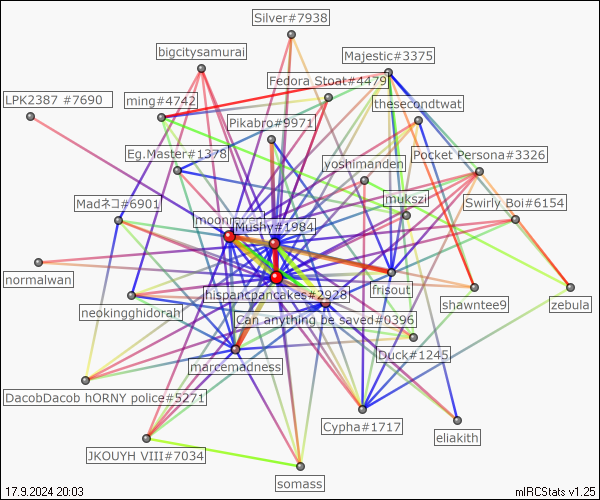 Silver#7938
bigcitysamurai
Majestic#3375
Fedora Stoat#4479
LPK2387 #7690
ming#4742
thesecondtwat
Pikabro#9971
Eg.Master#1378
yoshimanden
Pocket Persona#3326
mukszi
Swirly Boi#6154
Madネコ#6901
Mushy#1984
normalwan
hispancpancakes#2928
frisout
shawntee9
zebula
neokingghidorah
Can anything be saved#0396
Duck#1245
marcemadness
DacobDacob hORNY police#5271
Cypha#1717
eliakith
JKOUYH VIII#7034
somass
17.9.2024 20:03
mIRCStats v1.25